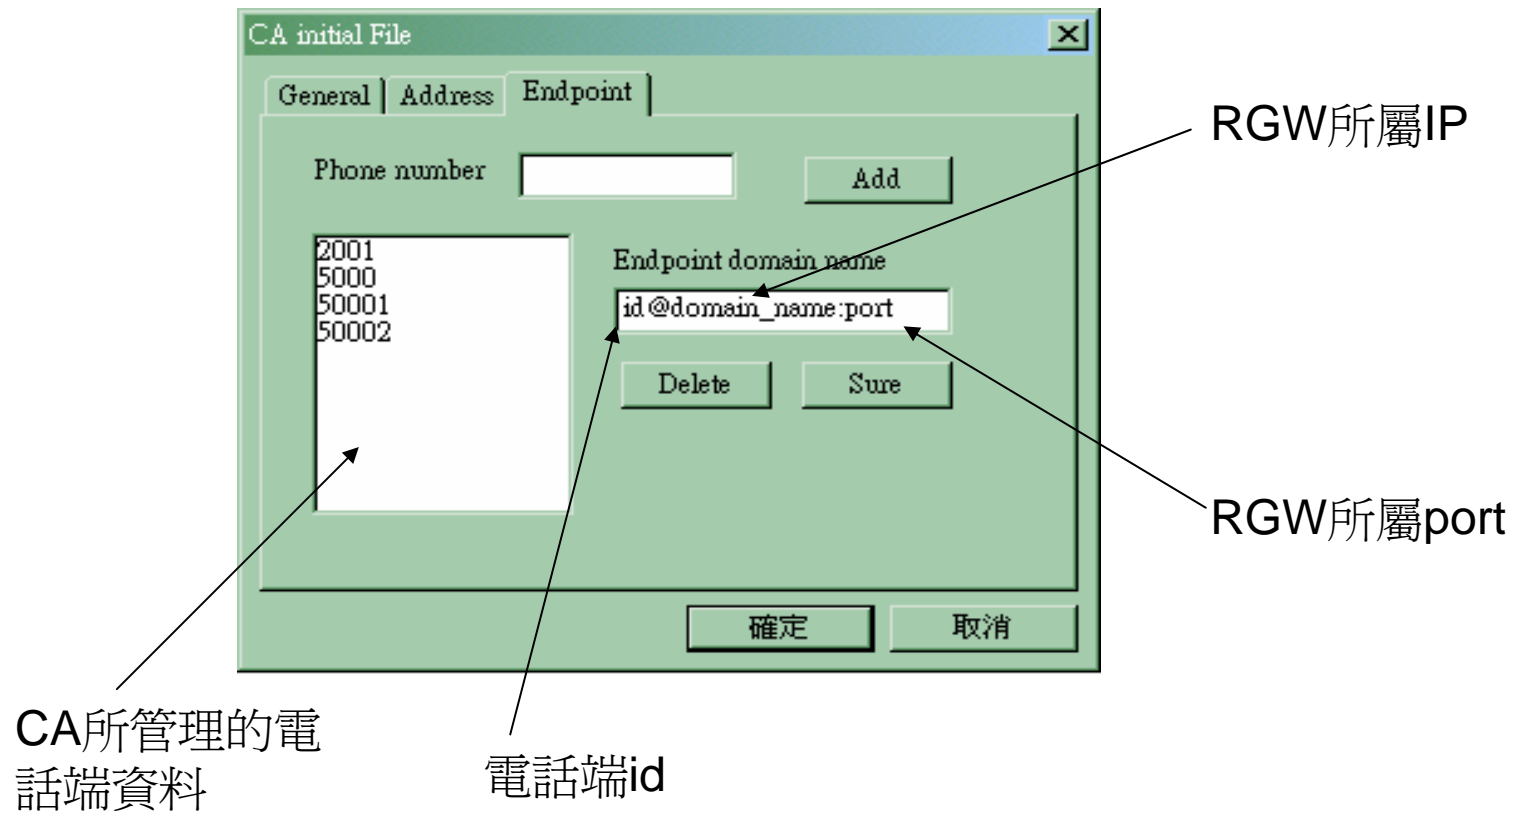 CA initial File
General
Address
Endpoint
RGW所屬IP
Phone number
Add
2001
5000
50001
50002
Endpoint domain name
id@domain_name:port
Delete
Sure
RGW所屬port
確定
取消
CA所管理的電
話端資料
電話端id